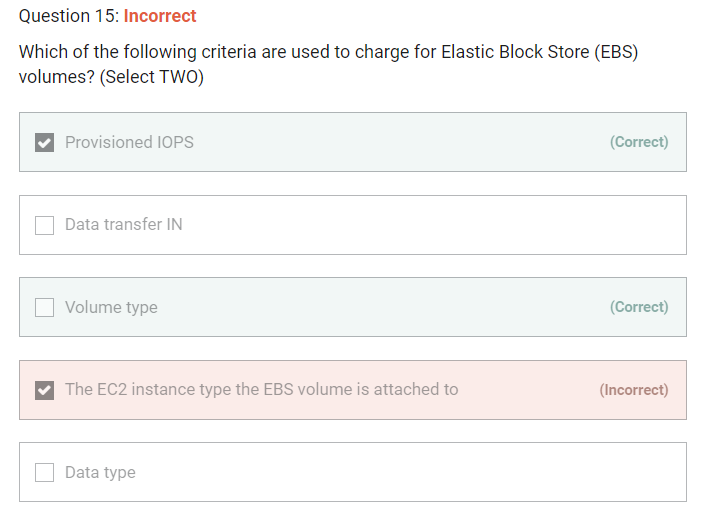 Question 15: Incorrect
Which of the following criteria are used to charge for Elastic Block Store (EBS)
volumes? (Select TWO)
Provisioned IOPS (Correct)
Data transfer IN
Volume type (Correct)
The EC2 instance type the EBS volume is attached to (Incorrect)
Data type